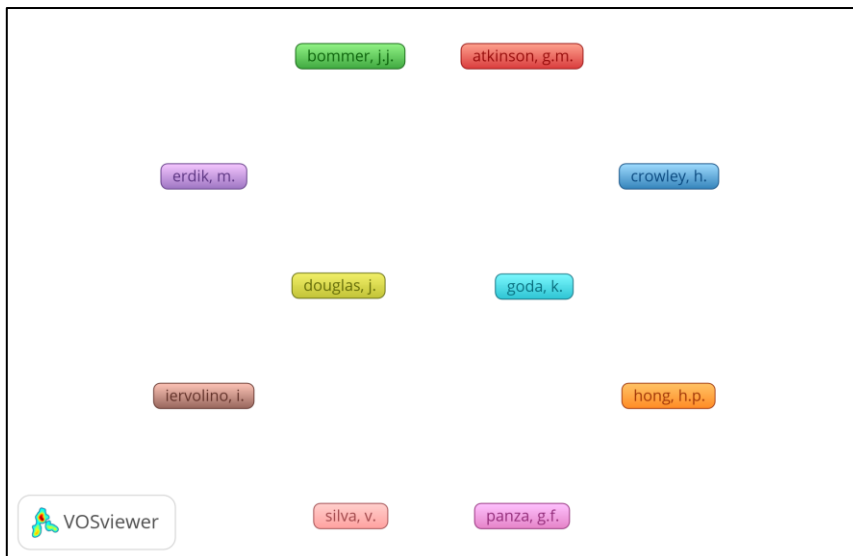 bommer, j.j.
atkinson, g.m.
erdik, m.
crowley, h.
douglas, j.
goda, k.
iervolino, i.
hong, h.p.
silva, v.
panza, g.f.
VOSviewer